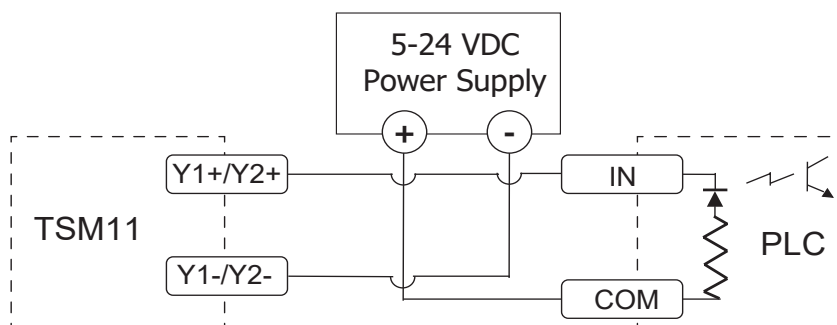 5-24 VDC
Power Supply
+ -
Y1+/Y2+ IN
TSM11 PLC
Y1-/Y2- COM